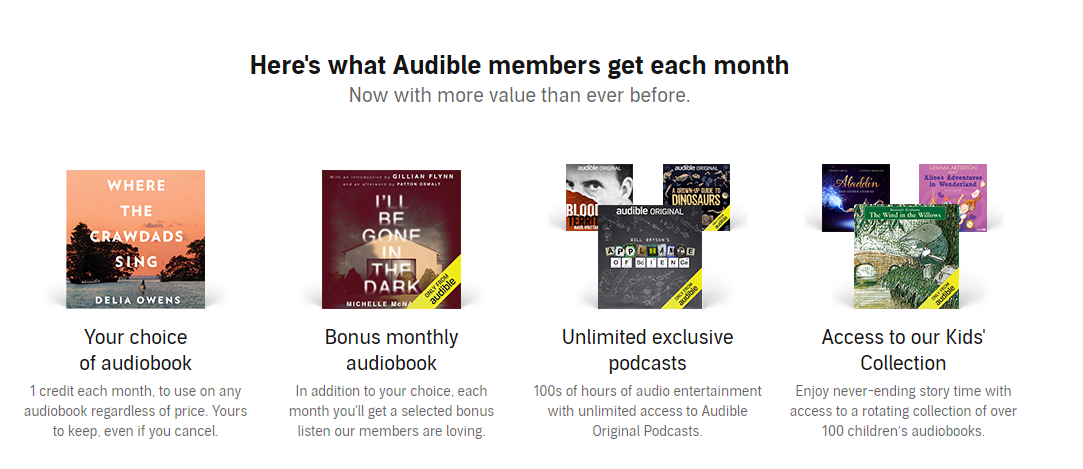 Here's what Audible members get each month
Now with more value than ever before.
WHERE
THE
CRAWDADS
SING
DELIA OWENS
With an introduction by GILLIAN FLYNN
and an afterword by PATTON OSWALT
I'LL
BE
GONE
IN
THE
DARK
MICHELLE McNA
ONLY FROM
audible
audible ORIGINAL
BLOO
TERRI
audible ORIGINAL
A GROWN-UP GUIDE TO
DINOSAURS
audible ORIGINAL
BILL BRYSON'S
APPLIANCE
OF SCIENCE
ONLY FROM
audible
Aladdin
GEMMA ARTERTON
Alice's Adventures
in Wonderland
Kenneth Grahame
The Wind in the Willows
ONLY FROM
audible
Your choice
of audiobook
1 credit each month, to use on any
audiobook regardless of price. Yours
to keep, even if you cancel.
Bonus monthly
audiobook
In addition to your choice, each
month you'll get a selected bonus
listen our members are loving.
Unlimited exclusive
podcasts
100s of hours of audio entertainment
with unlimited access to Audible
Original Podcasts.
Access to our Kids'
Collection
Enjoy never-ending story time with
access to a rotating collection of over
100 children's audiobooks.